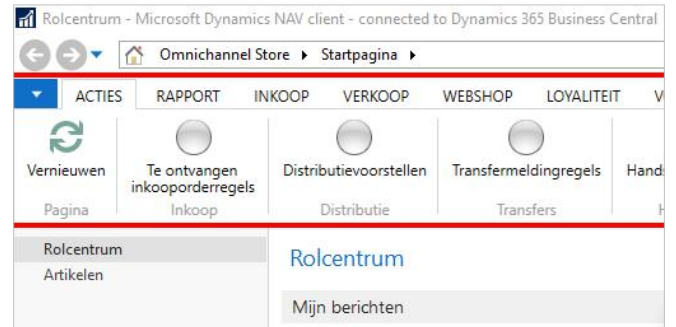 Rolcentrum - Microsoft Dynamics NAV client - connected to Dynamics 365 Business Central
Omnichannel Store Startpagina
ACTIES RAPPORT INKOOP VERKOOP WEBSHOP LOYALITEIT
Vernieuwen Te ontvangen Distributievoorstellen Transfermeldingregels
inkooporderregels
Pagina Inkoop Distributie Transfers
Rolcentrum
Artikelen
Rolcentrum
Mijn berichten